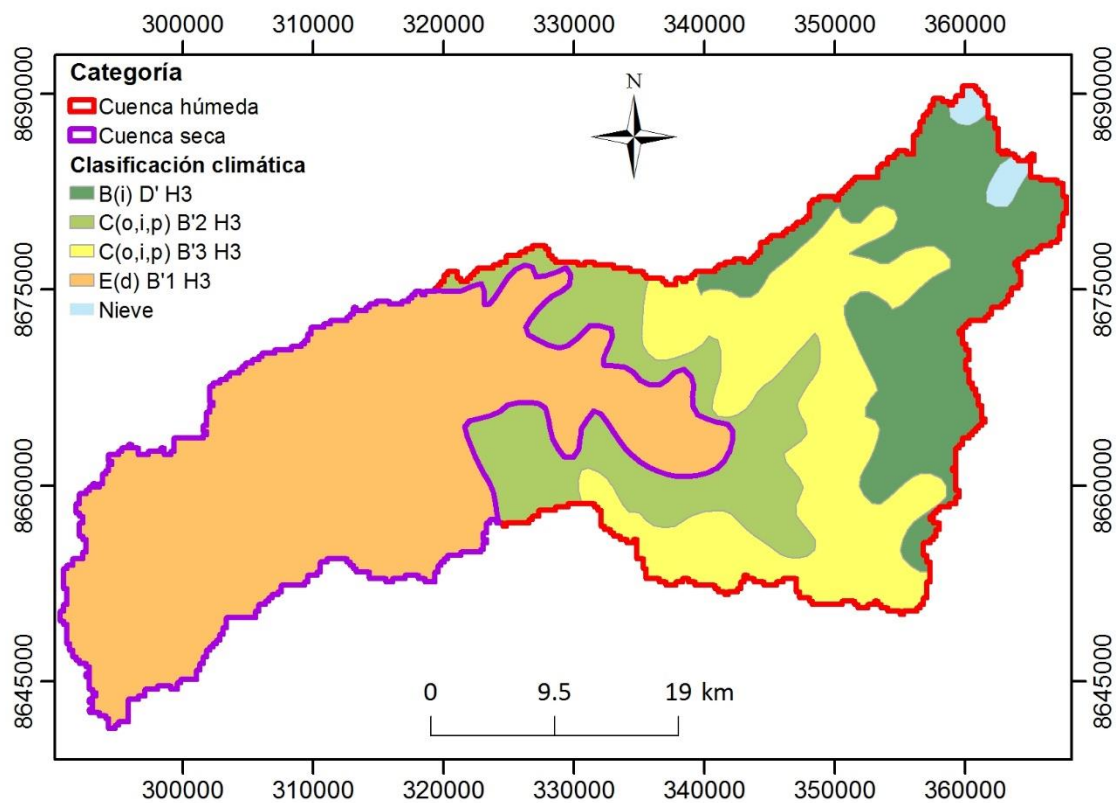 300000 310000 320000 330000 340000 350000 360000
Categoría
Cuenca húmeda
Cuenca seca
Clasificación climática
B(i) D' H3
C(o,i,p) B'2 H3
C(o,i,p) B'3 H3
E(d) B'1 H3
Nieve
N
8690000 8690000
8675000 8675000
8660000 8660000
8645000 8645000
0 9.5 19 km
300000 310000 320000 330000 340000 350000 360000